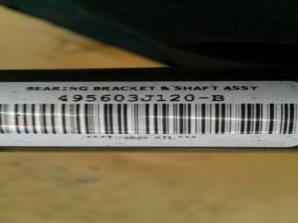 BEARING BRACKET & SHAFT ASSY
495603J120-B